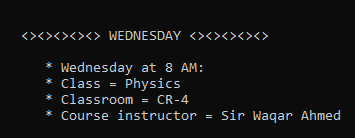 <><><><><> WEDNESDAY <><><><><>
* Wednesday at 8 AM:
* Class = Physics
* Classroom = CR-4
* Course instructor = Sir Waqar Ahmed